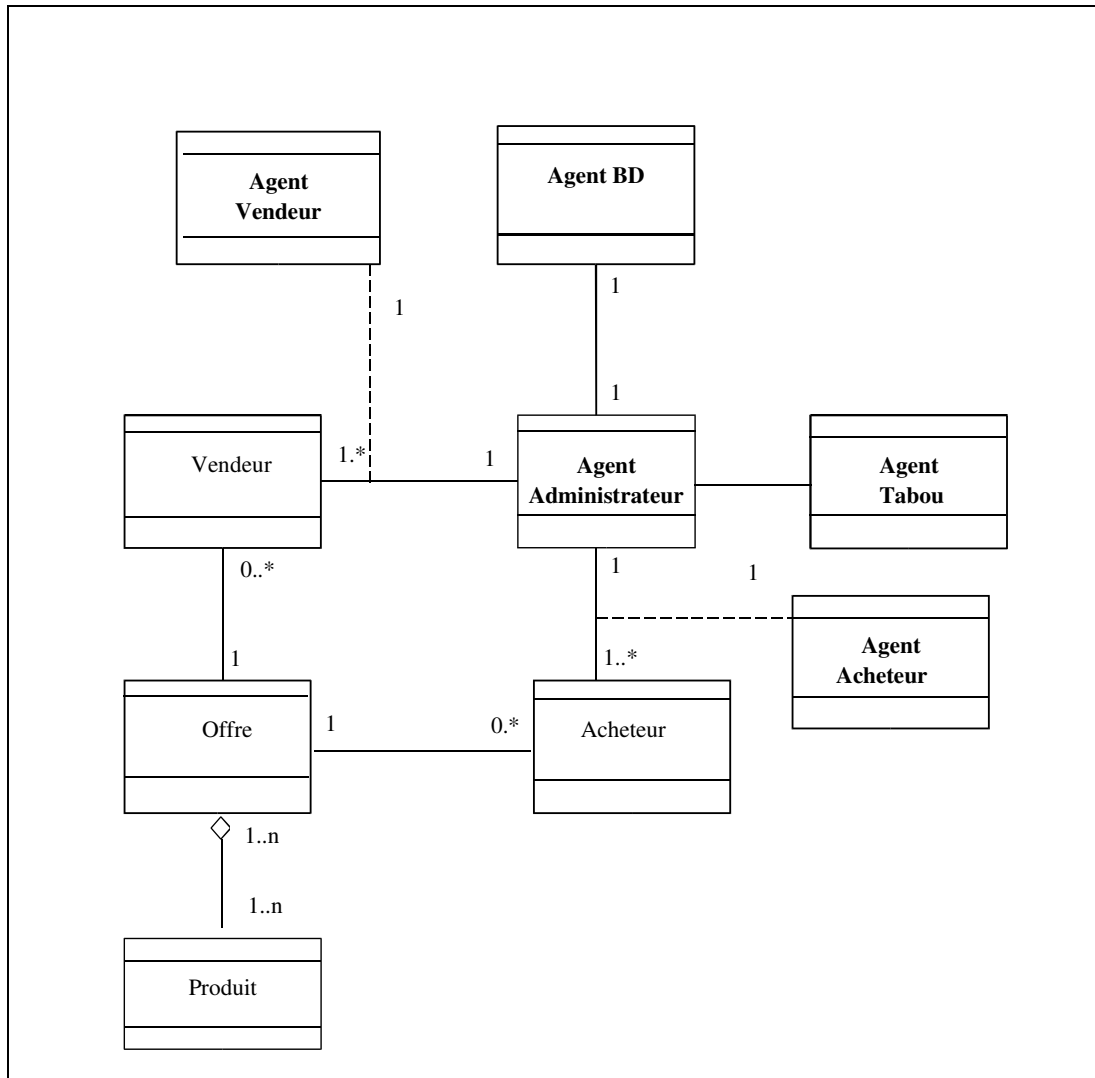 Agent
Vendeur
Agent BD
1
1
1
Vendeur
1.*
1
Agent
Administrateur
Agent
Tabou
0..*
1
1
1
1..*
Agent
Acheteur
Offre
1
0.*
Acheteur
1..n
1..n
Produit